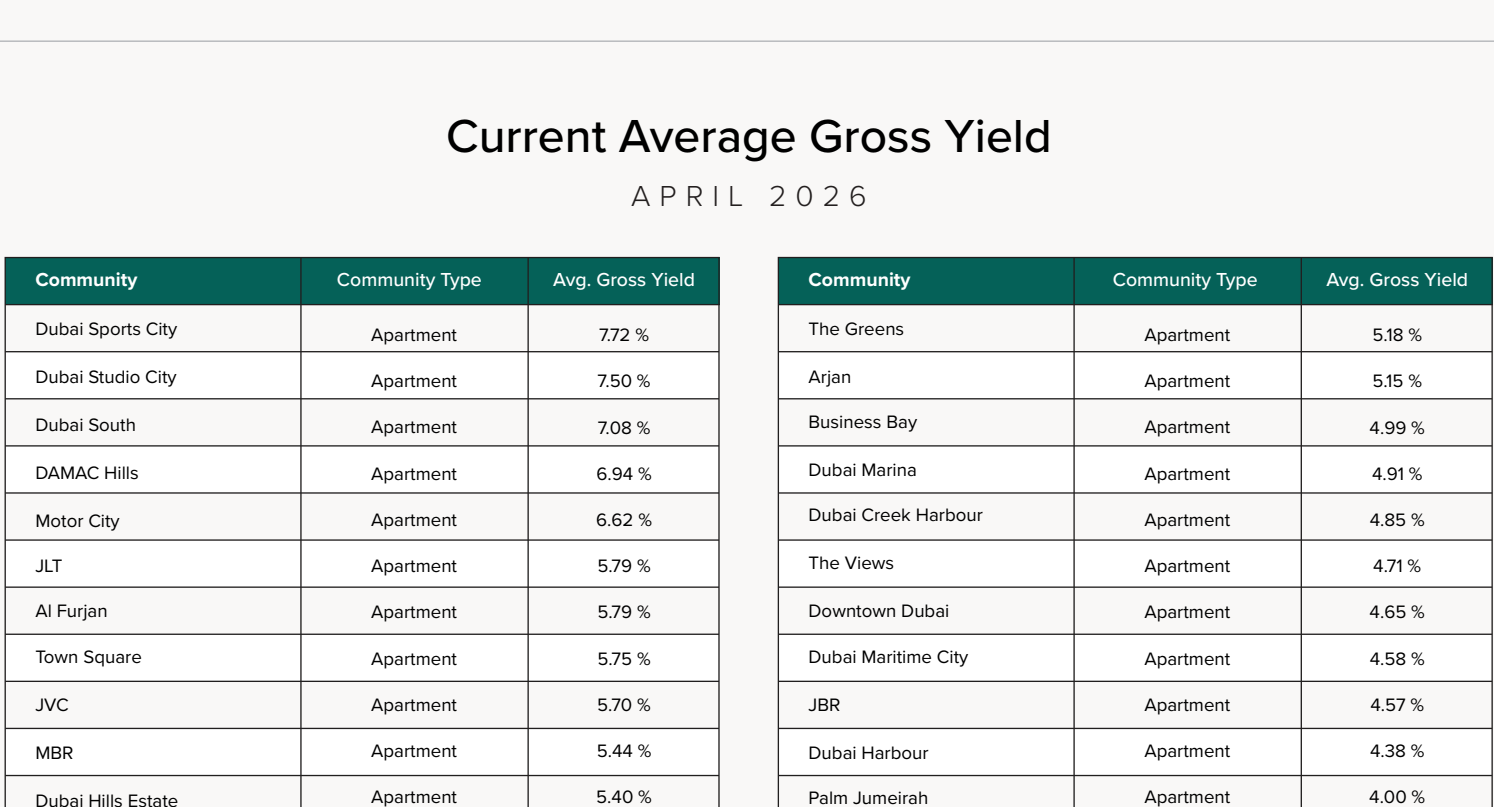 Current Average Gross Yield
APRIL 2026
Community Community Type Avg. Gross Yield
Dubai Sports City Apartment 7.72 %
Dubai Studio City Apartment 7.50 %
Dubai South Apartment 7.08 %
DAMAC Hills Apartment 6.94 %
Motor City Apartment 6.62 %
JLT Apartment 5.79 %
Al Furjan Apartment 5.79 %
Town Square Apartment 5.75 %
JVC Apartment 5.70 %
MBR Apartment 5.44 %
Dubai Hills Estate Apartment 5.40 %
Community Community Type Avg. Gross Yield
The Greens Apartment 5.18 %
Arjan Apartment 5.15 %
Business Bay Apartment 4.99 %
Dubai Marina Apartment 4.91 %
Dubai Creek Harbour Apartment 4.85 %
The Views Apartment 4.71 %
Downtown Dubai Apartment 4.65 %
Dubai Maritime City Apartment 4.58 %
JBR Apartment 4.57 %
Dubai Harbour Apartment 4.38 %
Palm Jumeirah Apartment 4.00 %